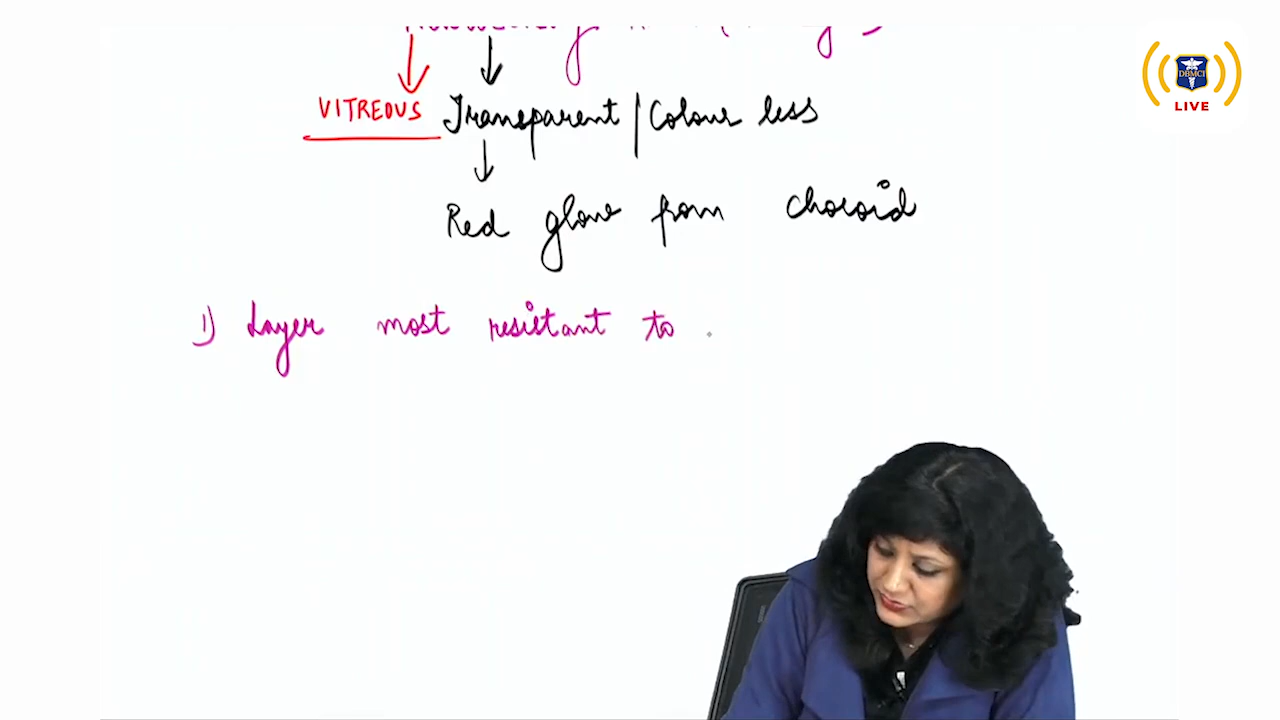 DBMCI
LIVE
VITREOUS Transparent / Colour less
Red glow from choroid
1) Layer most resistant to